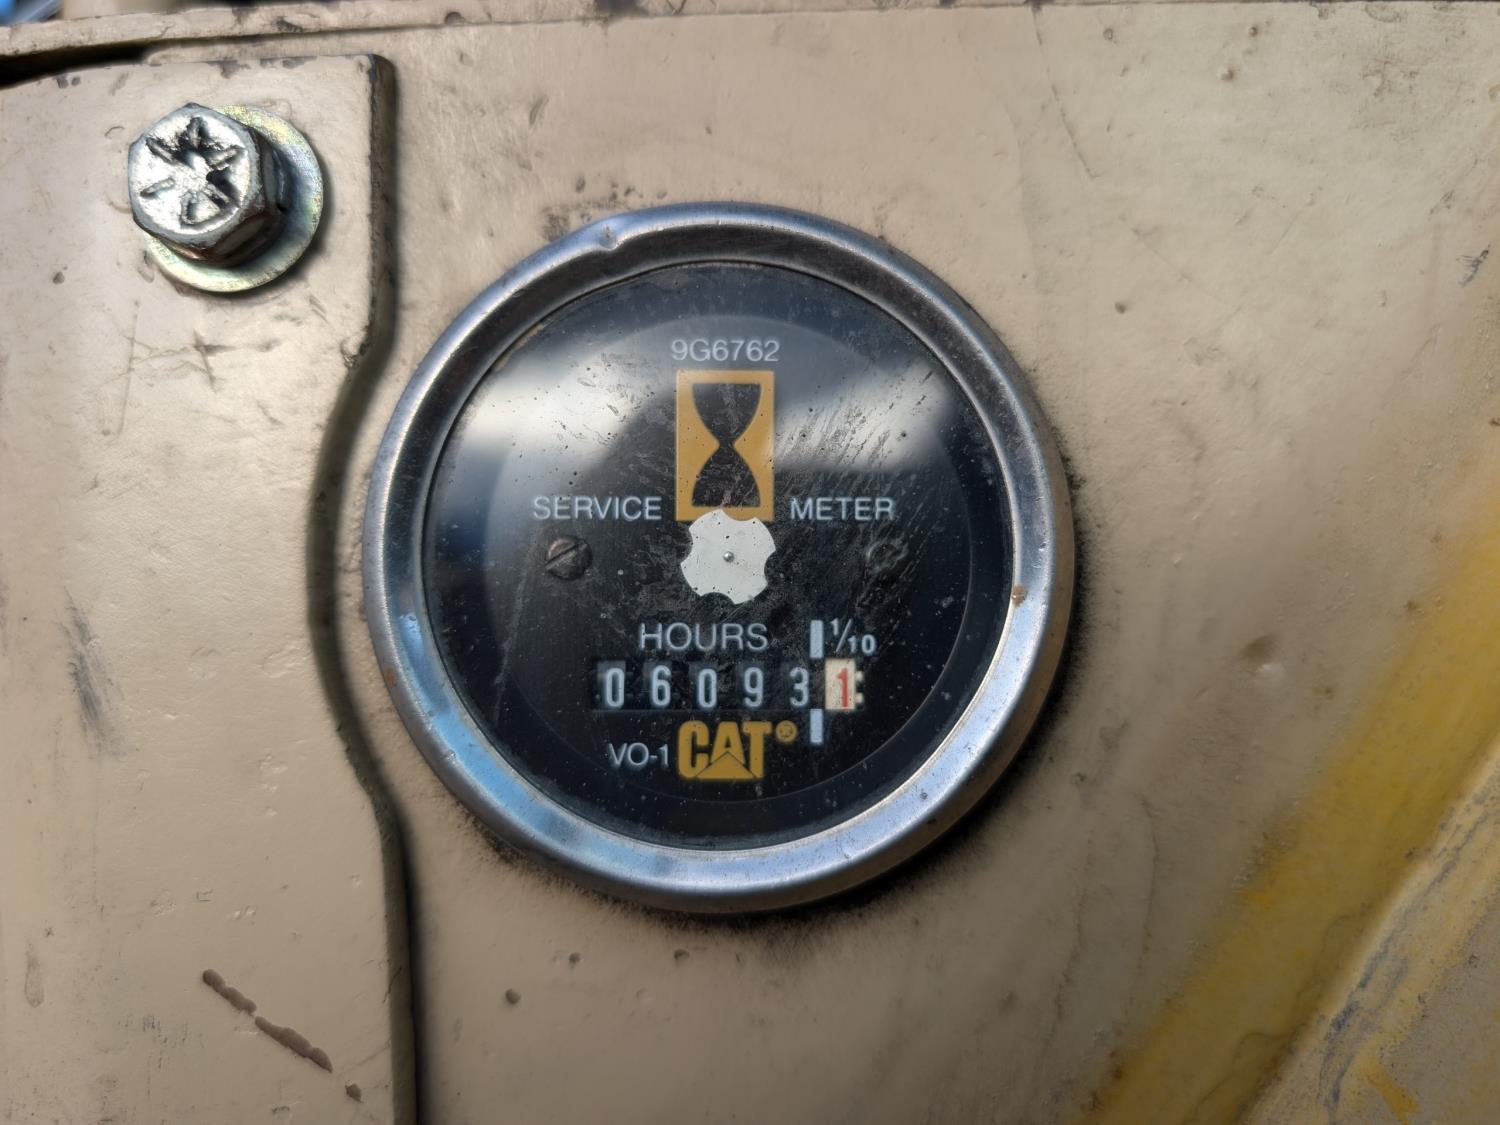 9G6762
SERVICE METER
HOURS 1/10
060931
VO-1 CAT®